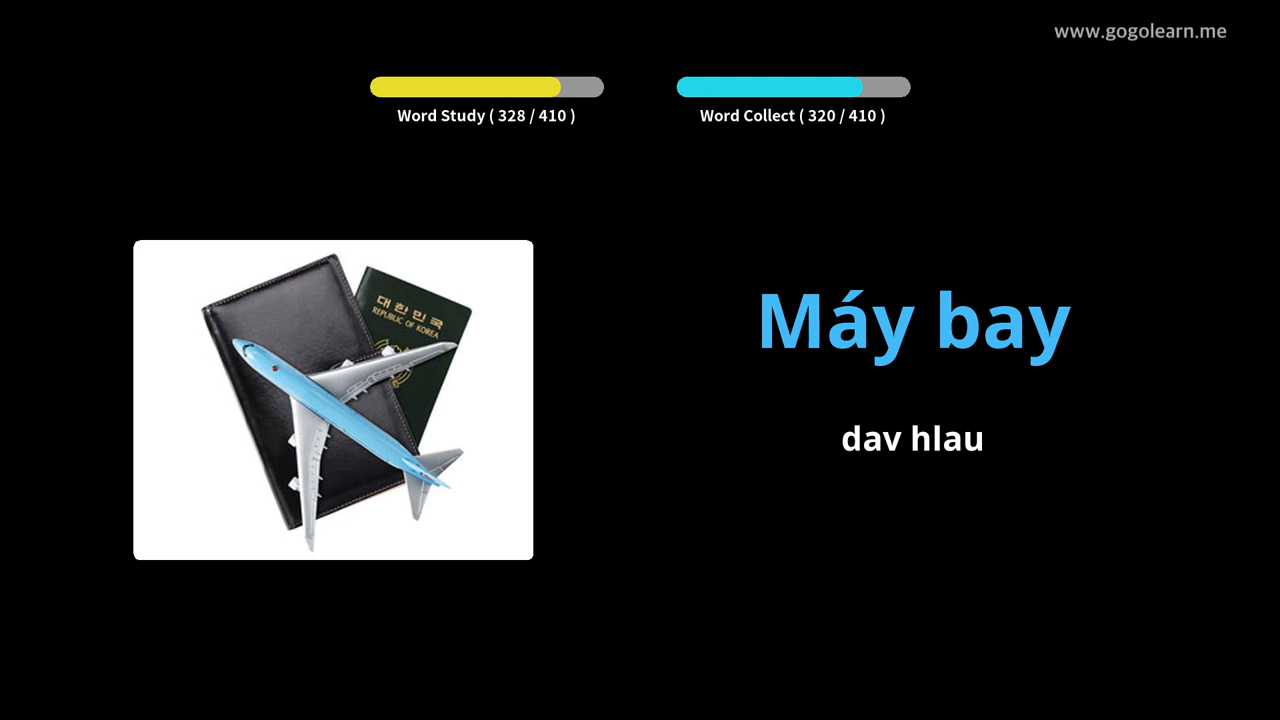 www.gogolearn.me
Word Study ( 328 / 410 )
Word Collect ( 320 / 410 )
대한민국
REPUBLIC OF KOREA
Máy bay
dav hlau